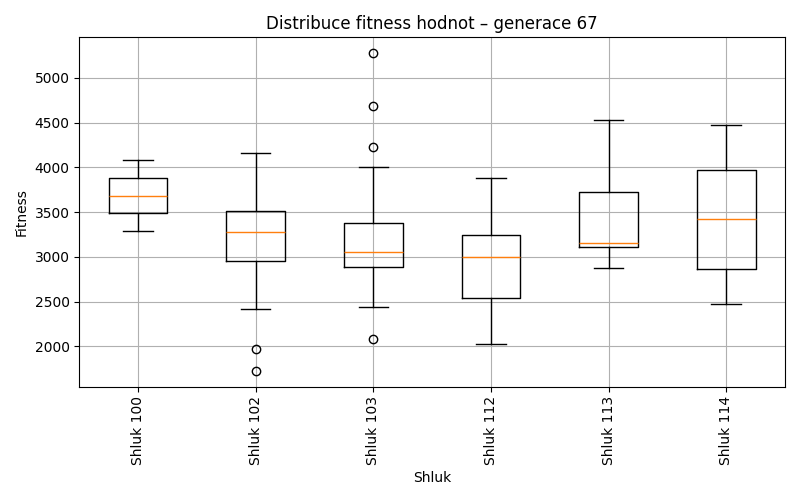 Distribuce fitness hodnot – generace 67
Fitness
5000
4500
4000
3500
3000
2500
2000
Shluk 100
Shluk 102
Shluk 103
Shluk 112
Shluk 113
Shluk 114
Shluk